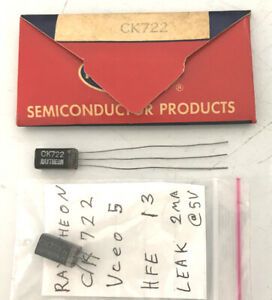 CK722
®
SEMICONDUCTOR PRODUCTS
CK722
RAYTHEON
RAYTHEON
CK 722
Vceo 5
HFE 13
LEAK 2MA
@5V